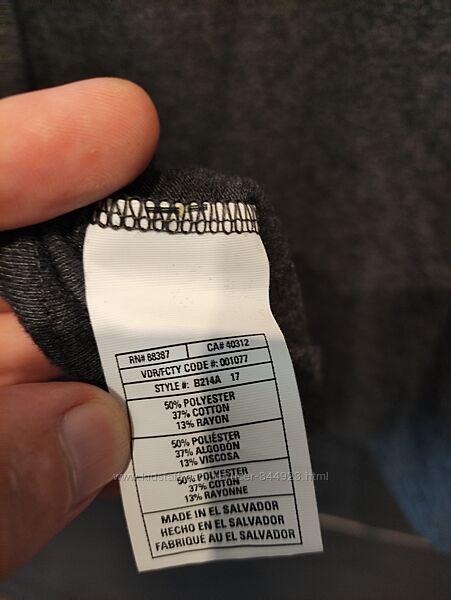 RN# 88387 CA# 40312
VDR/FCTY CODE #: 001077
STYLE #: B214A 17
50% POLYESTER
37% COTTON
13% RAYON
50% POLIÉSTER
37% ALGODÓN
13% VISCOSA
50% POLYESTER
37% COTON
13% RAYONNE
MADE IN EL SALVADOR
HECHO EN EL SALVADOR
FABRIQUÉ AU EL SALVADOR